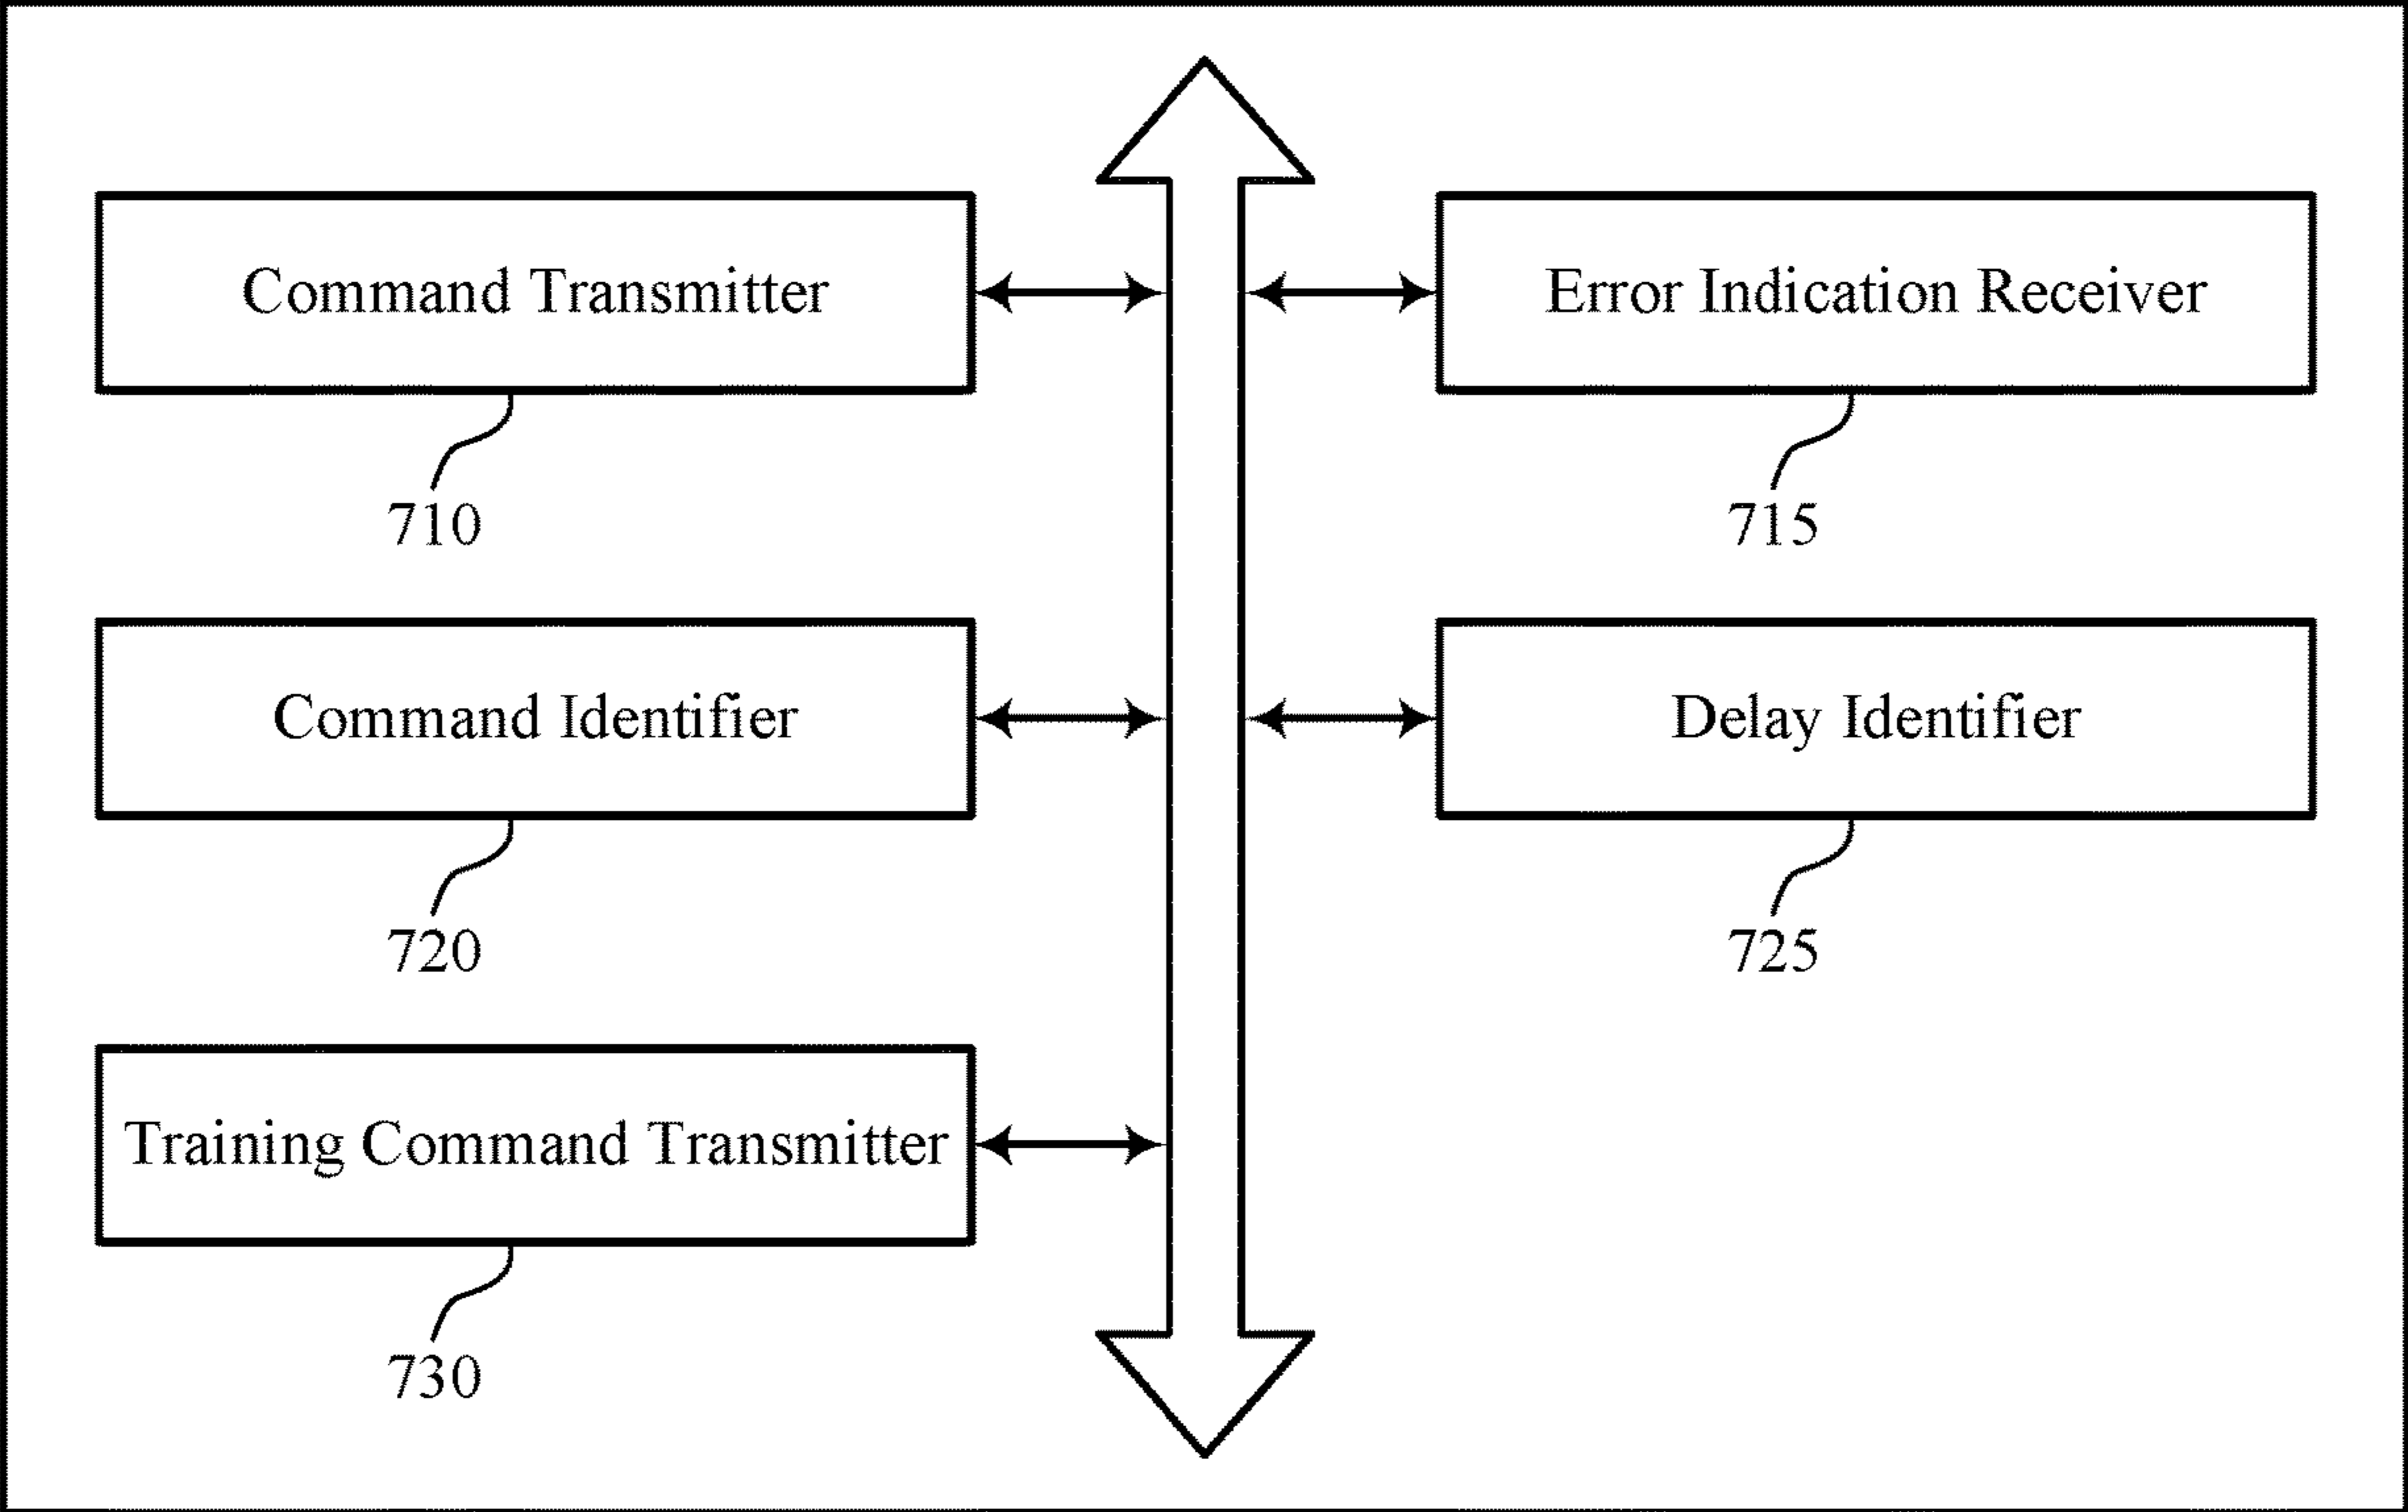 Command Transmitter
710
Error Indication Receiver
715
Command Identifier
720
Delay Identifier
725
Training Command Transmitter
730